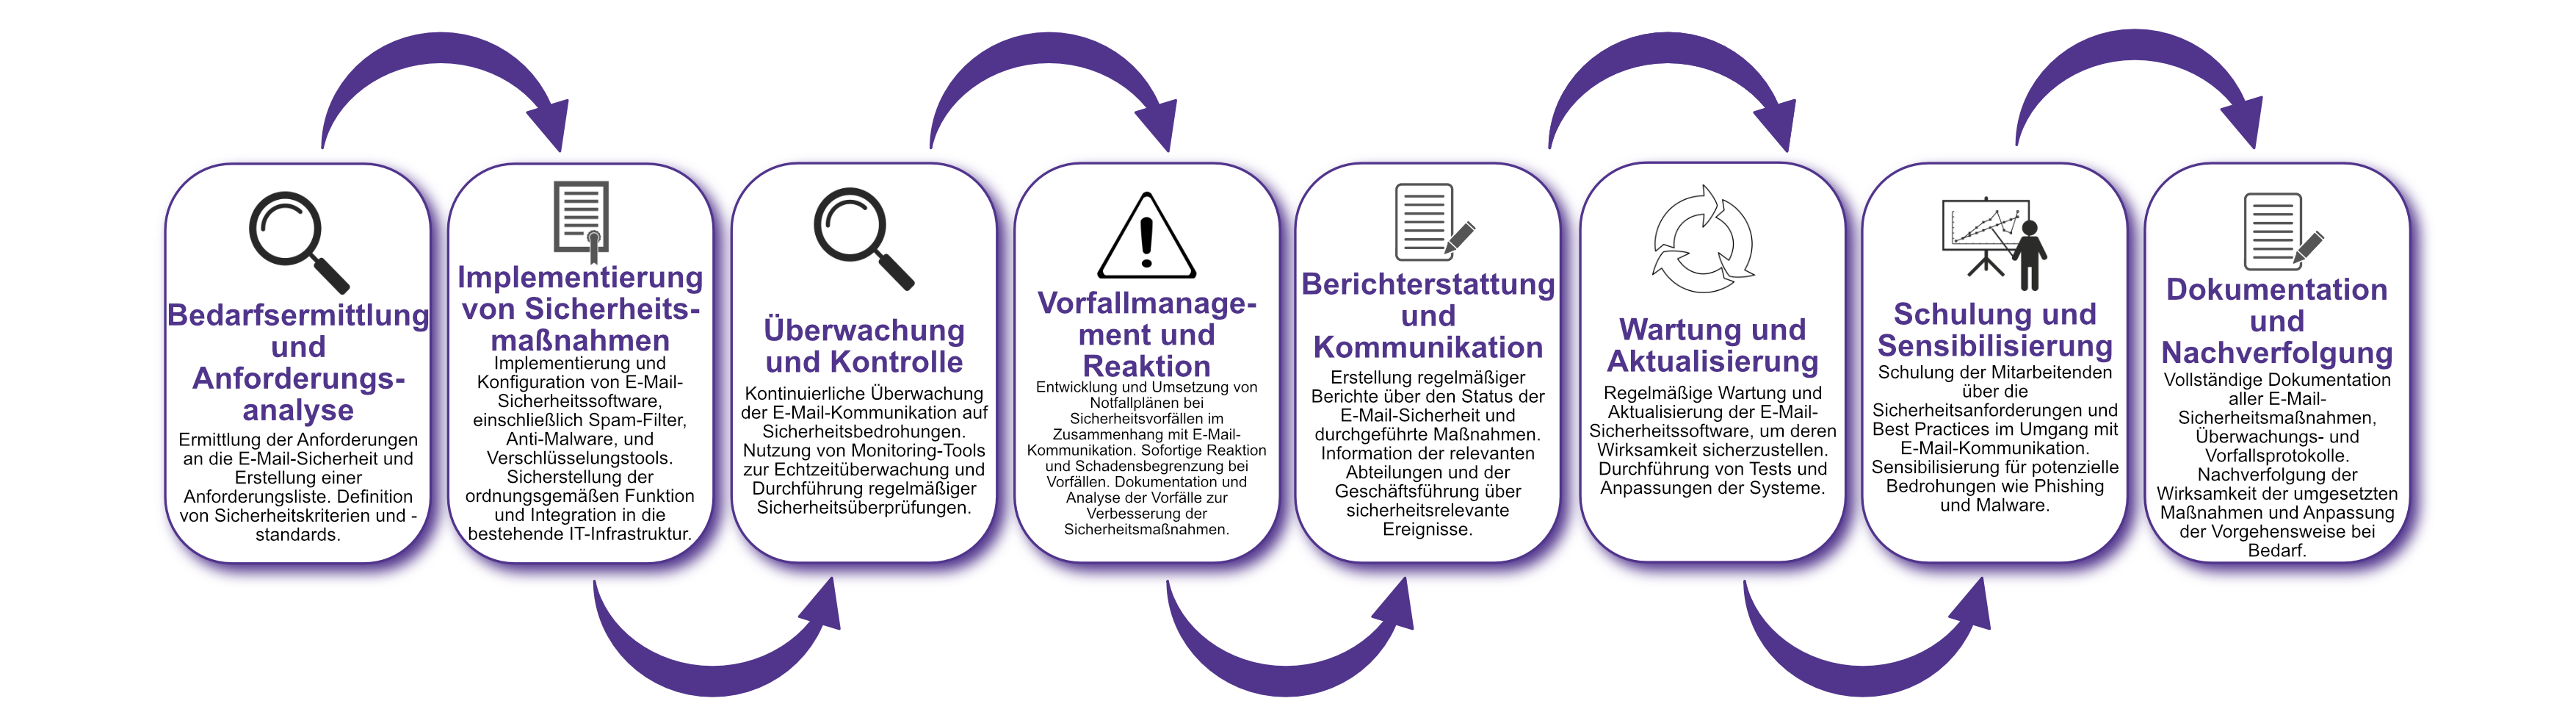 Bedarfsermittlung
und
Anforderungs-
analyse
Ermittlung der Anforderungen
an die E-Mail-Sicherheit und
Erstellung einer
Anforderungsliste. Definition
von Sicherheitskriterien und -
standards.
Implementierung
von Sicherheits-
maßnahmen
Implementierung und
Konfiguration von E-Mail-
Sicherheitssoftware,
einschließlich Spam-Filter,
Anti-Malware, und
Verschlüsselungstools.
Sicherstellung der
ordnungsgemäßen Funktion
und Integration in die
bestehende IT-Infrastruktur.
Überwachung
und Kontrolle
Kontinuierliche Überwachung
der E-Mail-Kommunikation auf
Sicherheitsbedrohungen.
Nutzung von Monitoring-Tools
zur Echtzeitüberwachung und
Durchführung regelmäßiger
Sicherheitsüberprüfungen.
Vorfallmanage-
ment und
Reaktion
Entwicklung und Umsetzung von
Notfallplänen bei
Sicherheitsvorfällen im
Zusammenhang mit E-Mail-
Kommunikation. Sofortige Reaktion
und Schadensbegrenzung bei
Vorfällen. Dokumentation und
Analyse der Vorfälle zur
Verbesserung der
Sicherheitsmaßnahmen.
Berichterstattung
und
Kommunikation
Erstellung regelmäßiger
Berichte über den Status der
E-Mail-Sicherheit und
durchgeführte Maßnahmen.
Information der relevanten
Abteilungen und der
Geschäftsführung über
sicherheitsrelevante
Ereignisse.
Wartung und
Aktualisierung
Regelmäßige Wartung und
Aktualisierung der E-Mail-
Sicherheitssoftware, um deren
Wirksamkeit sicherzustellen.
Durchführung von Tests und
Anpassungen der Systeme.
Schulung und
Sensibilisierung
Schulung der Mitarbeitenden
über die
Sicherheitsanforderungen und
Best Practices im Umgang mit
E-Mail-Kommunikation.
Sensibilisierung für potenzielle
Bedrohungen wie Phishing
und Malware.
Dokumentation
und
Nachverfolgung
Vollständige Dokumentation
aller E-Mail-
Sicherheitsmaßnahmen,
Überwachungs- und
Vorfallsprotokolle.
Nachverfolgung der
Wirksamkeit der umgesetzten
Maßnahmen und Anpassung
der Vorgehensweise bei
Bedarf.